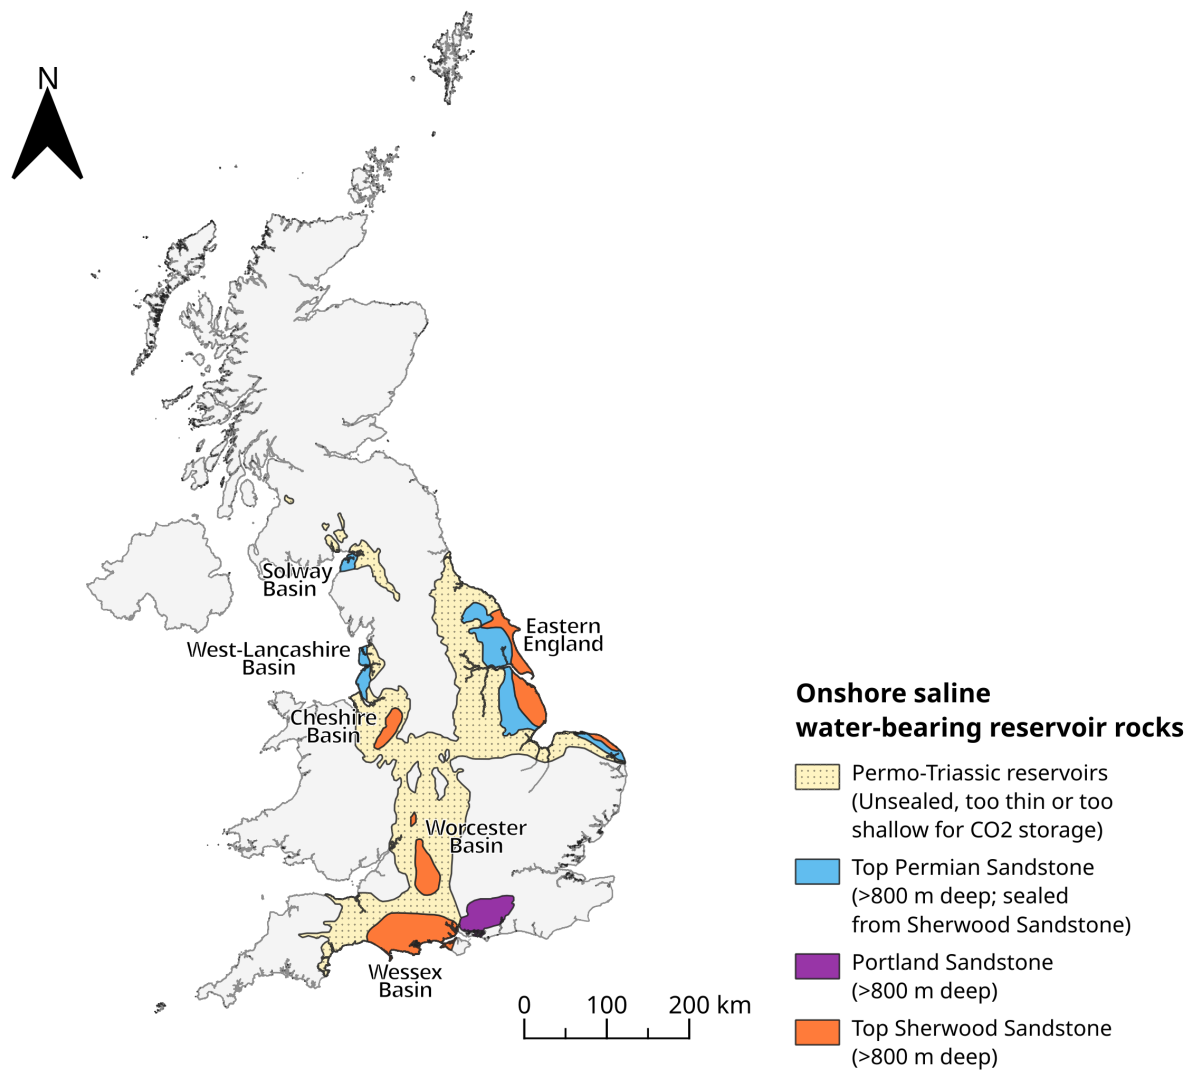 N
Solway
Basin
Eastern
England
West-Lancashire
Basin
Cheshire
Basin
Worcester
Basin
Wessex
Basin
0 100 200 km
Onshore saline
water-bearing reservoir rocks
Permo-Triassic reservoirs
(Unsealed, too thin or too
shallow for CO2 storage)
Top Permian Sandstone
(>800 m deep; sealed
from Sherwood Sandstone)
Portland Sandstone
(>800 m deep)
Top Sherwood Sandstone
(>800 m deep)